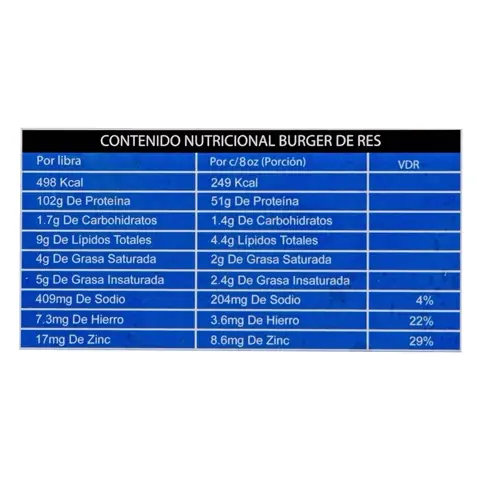 CONTENIDO NUTRICIONAL BURGER DE RES
Por libra Por c/8 oz (Porción) VDR
498 Kcal 249 Kcal
102g De Proteína 51g De Proteína
1.7g De Carbohidratos 1.4g De Carbohidratos
9g De Lípidos Totales 4.4g Lípidos Totales
4g De Grasa Saturada 2g De Grasa Saturada
5g De Grasa Insaturada 2.4g De Grasa Insaturada
409mg De Sodio 204mg De Sodio 4%
7.3mg De Hierro 3.6mg De Hierro 22%
17mg De Zinc 8.6mg De Zinc 29%